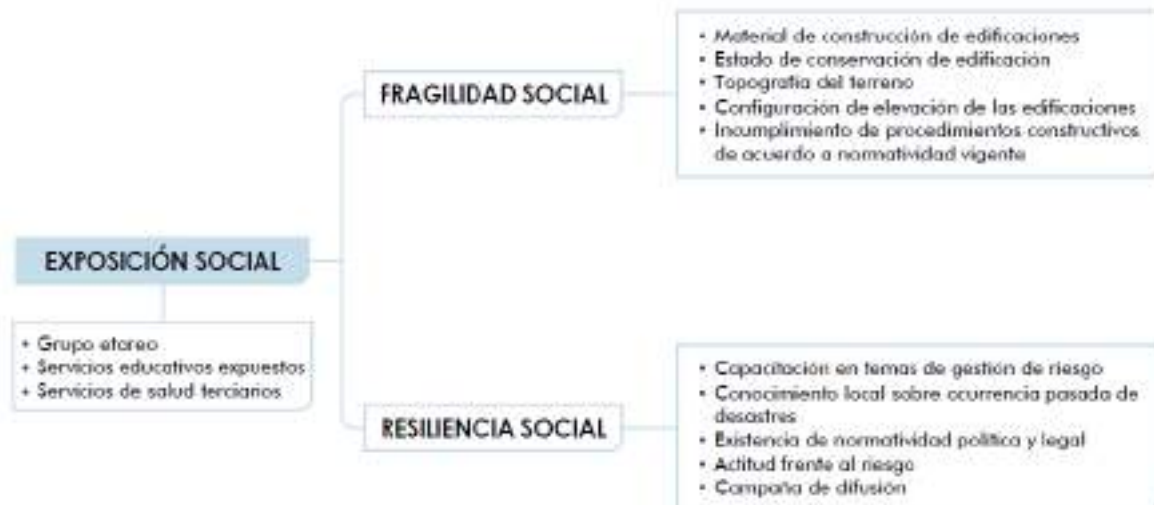 FRAGILIDAD SOCIAL
• Material de construcción de edificaciones
• Estado de conservación de edificación
• Topografía del terreno
• Configuración de elevación de las edificaciones
• Incumplimiento de procedimientos constructivos
de acuerdo a normatividad vigente
EXPOSICIÓN SOCIAL
• Grupo etareo
• Servicios educativos expuestos
• Servicios de salud terciarios
RESILIENCIA SOCIAL
• Capacitación en temas de gestión de riesgo
• Conocimiento local sobre ocurrencia pasada de
desastres
• Existencia de normatividad política y legal
• Actitud frente al riesgo
• Campaña de difusión